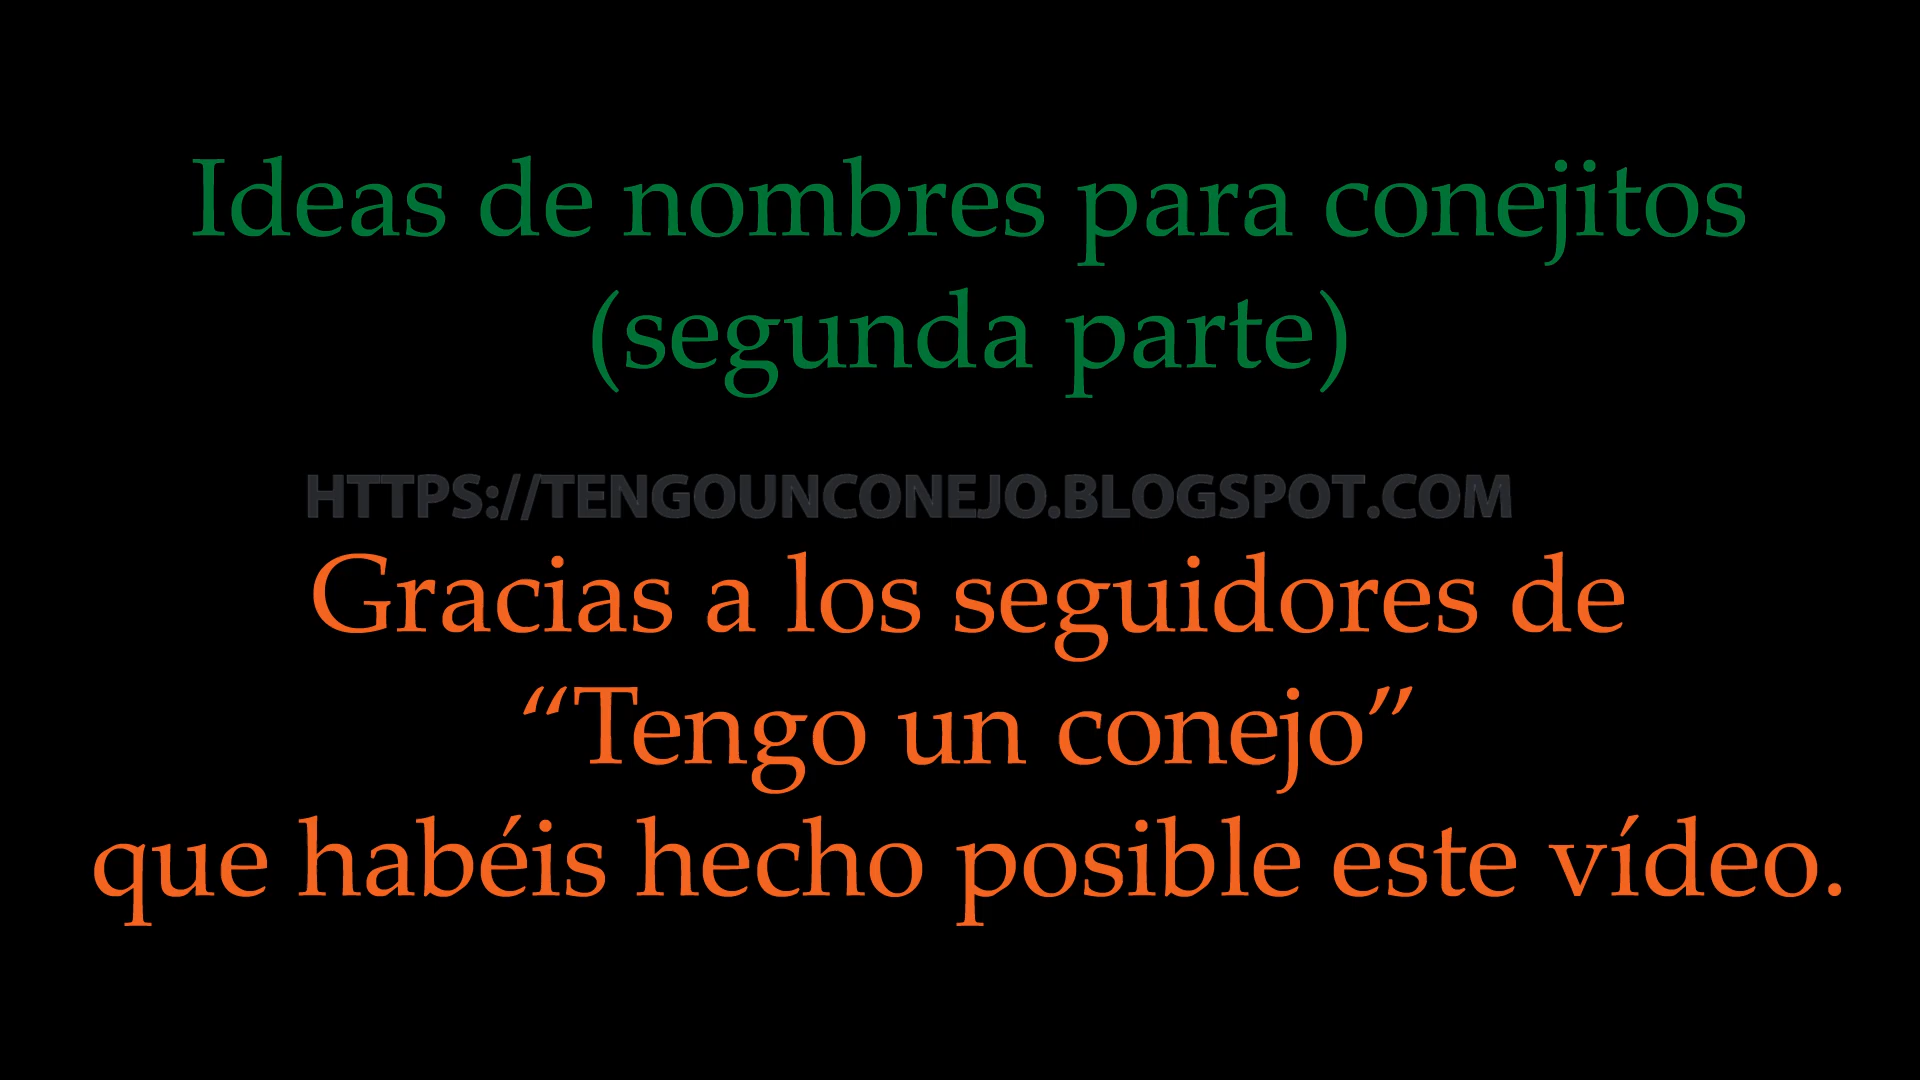 Ideas de nombres para conejitos
(segunda parte)
HTTPS://TENGOUNCONEJO.BLOGSPOT.COM
Gracias a los seguidores de
“Tengo un conejo”
que habéis hecho posible este vídeo.